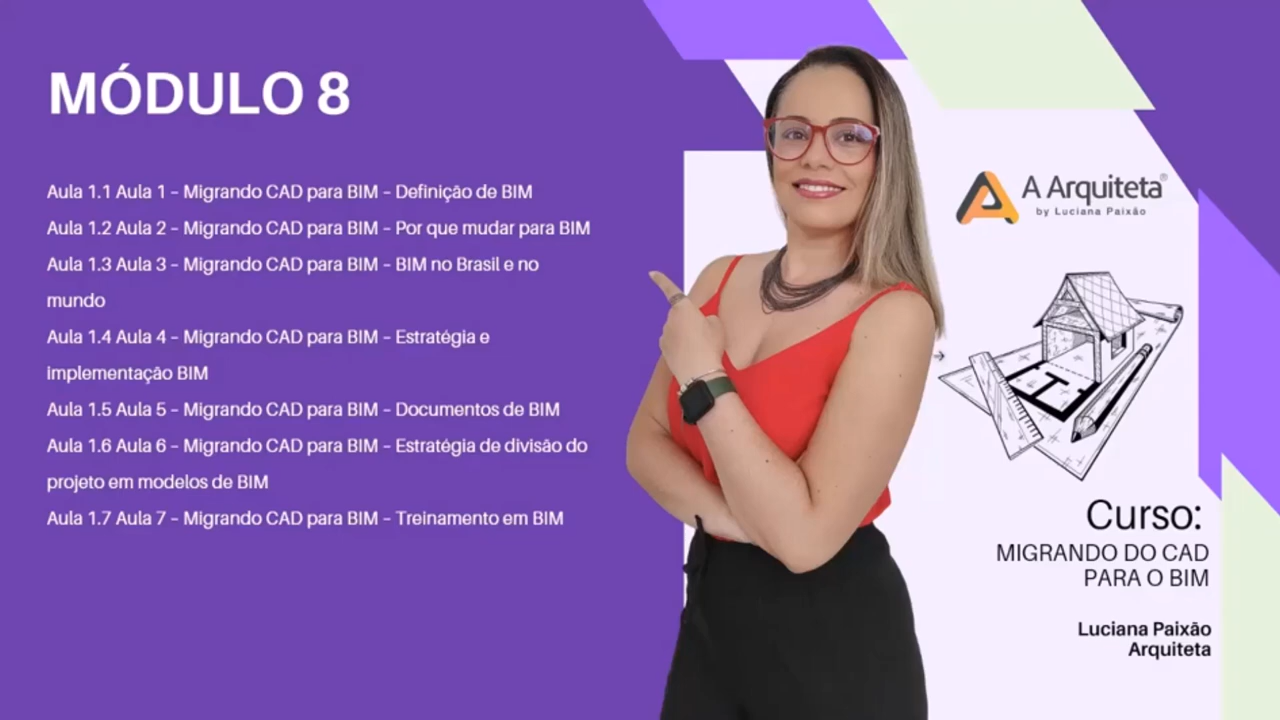 MÓDULO 8
Aula 1.1 Aula 1 – Migrando CAD para BIM – Definição de BIM
Aula 1.2 Aula 2 – Migrando CAD para BIM – Por que mudar para BIM
Aula 1.3 Aula 3 – Migrando CAD para BIM – BIM no Brasil e no
mundo
Aula 1.4 Aula 4 – Migrando CAD para BIM – Estratégia e
implementação BIM
Aula 1.5 Aula 5 – Migrando CAD para BIM – Documentos de BIM
Aula 1.6 Aula 6 – Migrando CAD para BIM – Estratégia de divisão do
projeto em modelos de BIM
Aula 1.7 Aula 7 – Migrando CAD para BIM – Treinamento em BIM
A Arquiteta®
by Luciana Paixão
Curso:
MIGRANDO DO CAD
PARA O BIM
Luciana Paixão
Arquiteta